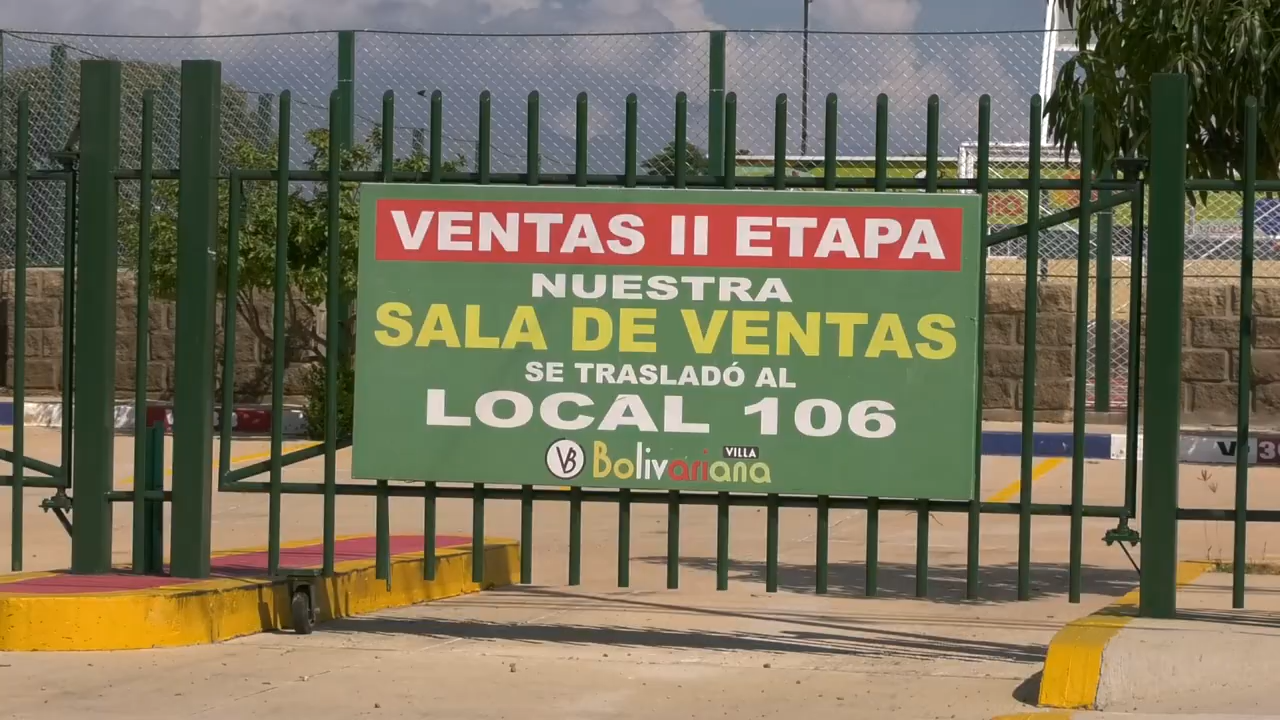 VENTAS II ETAPA
NUESTRA
SALA DE VENTAS
SE TRASLADÓ AL
LOCAL 106
VB Bolivariana VILLA